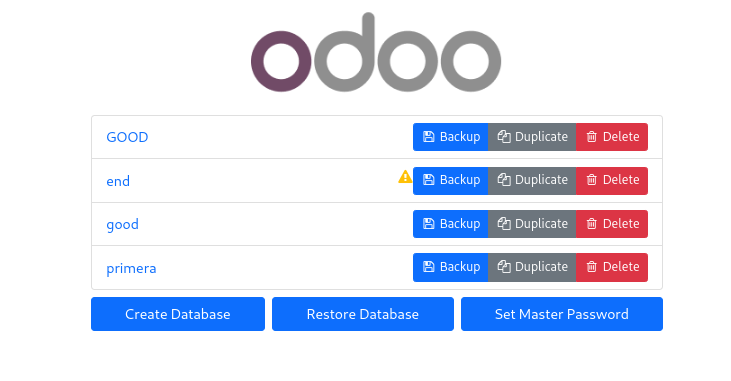 odoo
GOOD Backup Duplicate Delete
end Backup Duplicate Delete
good Backup Duplicate Delete
primera Backup Duplicate Delete
Create Database Restore Database Set Master Password